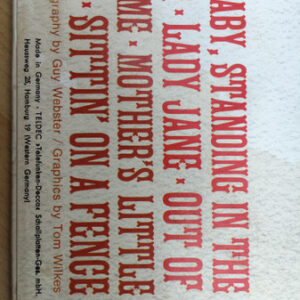 ABY, STANDING IN THE
• LADY JANE • OUT OF
ME • MOTHER'S LITTLE
• SITTIN' ON A FENCE
ography by Guy Webster / Graphics by Tom Wilkes
Made in Germany • TELDEC »Telefunken-Decca« Schallplatten-Ges. mbH.
Heussweg 25, Hamburg 19 (Western Germany)